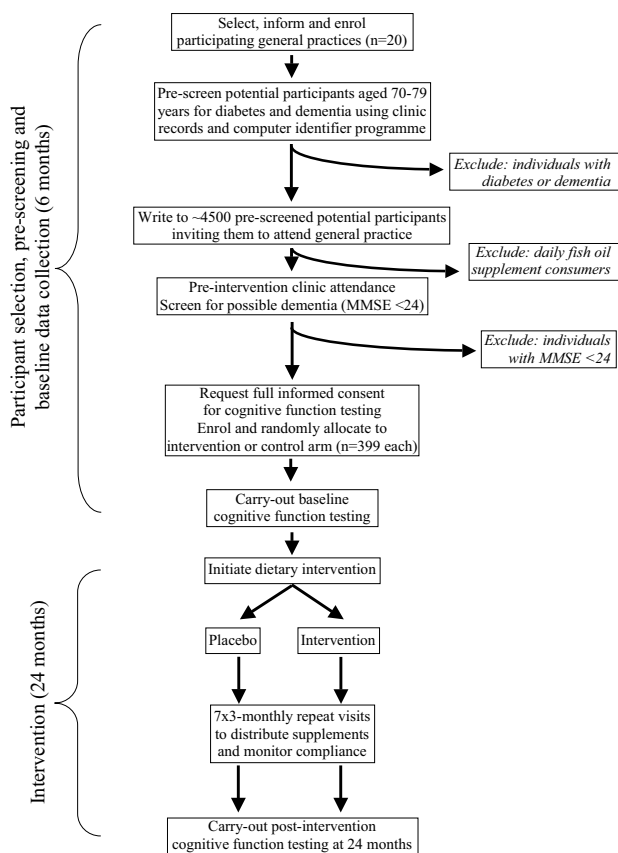 Select, inform and enrol
participating general practices (n=20)
Pre-screen potential participants aged 70-79
years for diabetes and dementia using clinic
records and computer identifier programme
Exclude: individuals with
diabetes or dementia
Write to ~4500 pre-screened potential participants
inviting them to attend general practice
Exclude: daily fish oil
supplement consumers
Pre-intervention clinic attendance
Screen for possible dementia (MMSE <24)
Exclude: individuals
with MMSE <24
Request full informed consent
for cognitive function testing
Enrol and randomly allocate to
intervention or control arm (n=399 each)
Carry-out baseline
cognitive function testing
Participant selection, pre-screening and
baseline data collection (6 months)
Initiate dietary intervention
Placebo
Intervention
7x3-monthly repeat visits
to distribute supplements
and monitor compliance
Carry-out post-intervention
cognitive function testing at 24 months
Intervention (24 months)